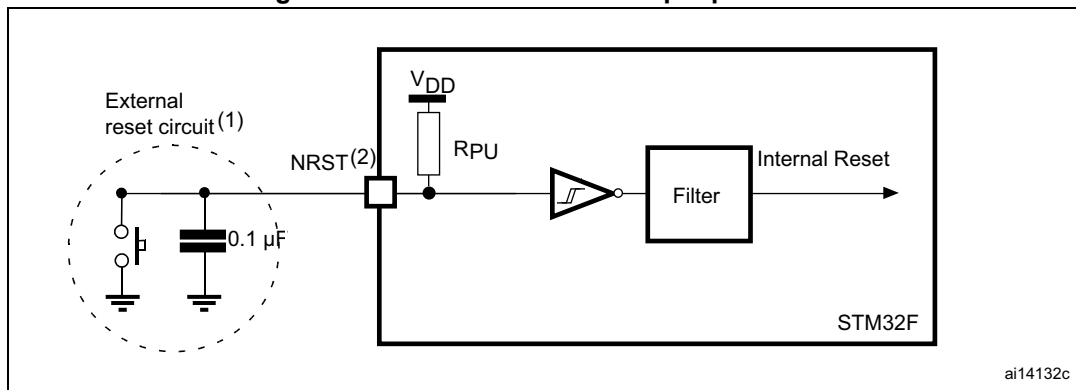 VDD
External
reset circuit(1)
NRST(2)
RPU
Internal Reset
Filter
0.1 µF
STM32F
ai14132c